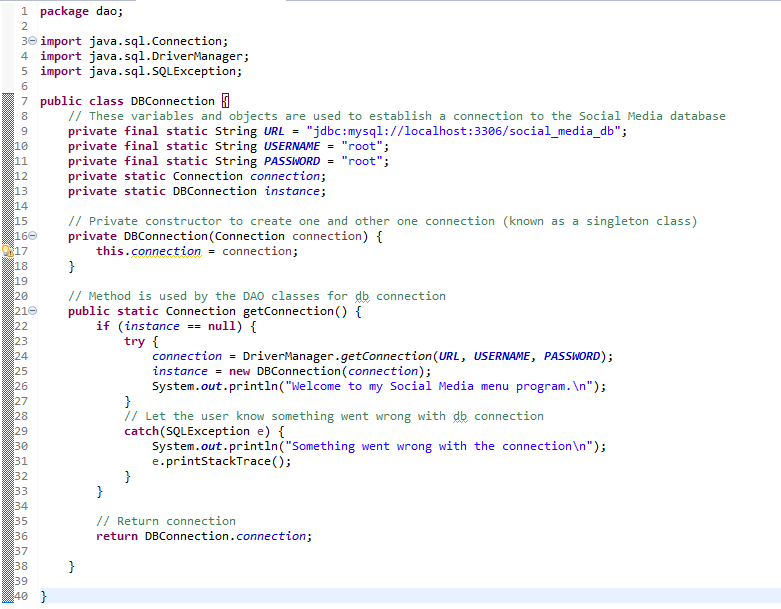 1 package dao;
2
3 import java.sql.Connection;
4 import java.sql.DriverManager;
5 import java.sql.SQLException;
6
7 public class DBConnection {
8     // These variables and objects are used to establish a connection to the Social Media database
9     private final static String URL = "jdbc:mysql://localhost:3306/social_media_db";
10     private final static String USERNAME = "root";
11     private final static String PASSWORD = "root";
12     private static Connection connection;
13     private static DBConnection instance;
14
15     // Private constructor to create one and other one connection (known as a singleton class)
16     private DBConnection(Connection connection) {
17         this.connection = connection;
18     }
19
20     // Method is used by the DAO classes for db connection
21     public static Connection getConnection() {
22         if (instance == null) {
23             try {
24                 connection = DriverManager.getConnection(URL, USERNAME, PASSWORD);
25                 instance = new DBConnection(connection);
26                 System.out.println("Welcome to my Social Media menu program.\n");
27             }
28             // Let the user know something went wrong with db connection
29             catch(SQLException e) {
30                 System.out.println("Something went wrong with the connection\n");
31                 e.printStackTrace();
32             }
33         }
34
35         // Return connection
36         return DBConnection.connection;
37
38     }
39
40 }